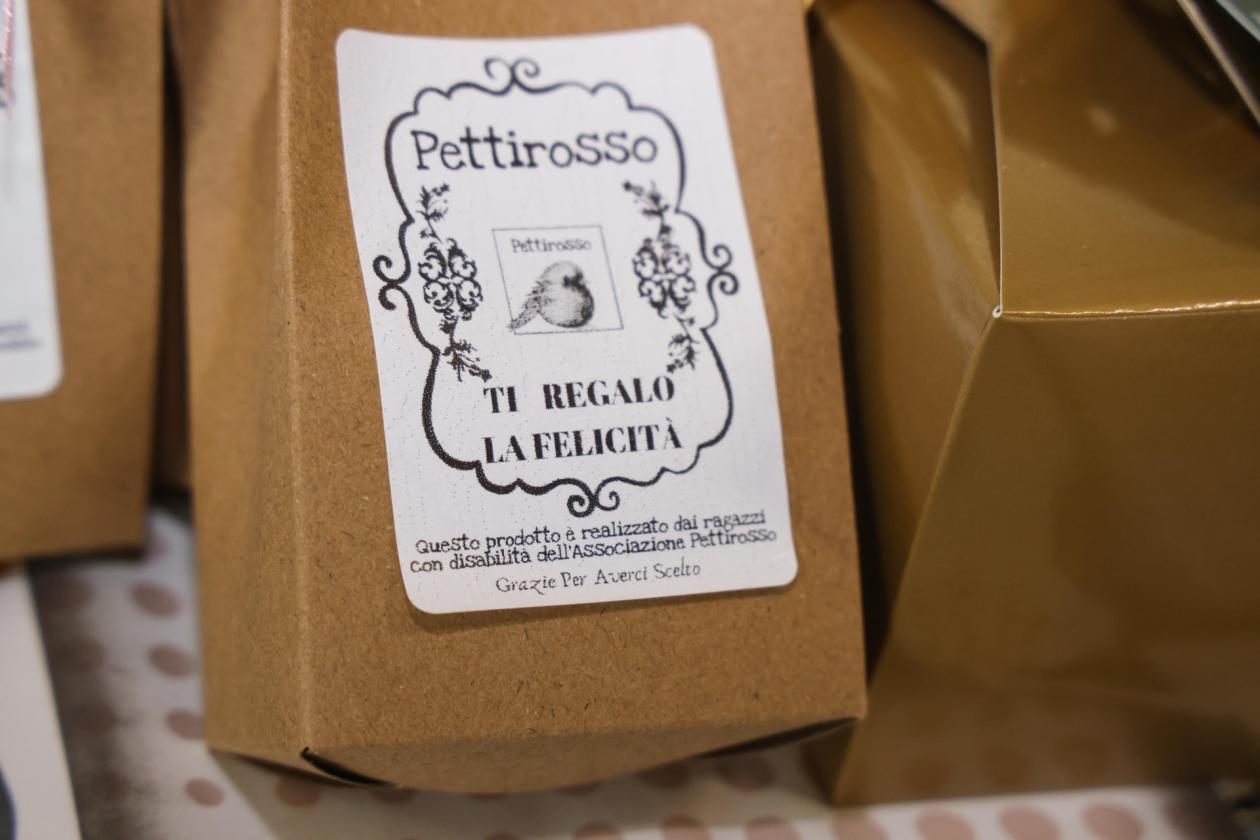 Pettirosso
Pettirosso
TI REGALO
LA FELICITÀ
Questo prodotto è realizzato dai ragazzi
con disabilità dell'Associazione Pettirosso
Grazie Per Averci Scelto